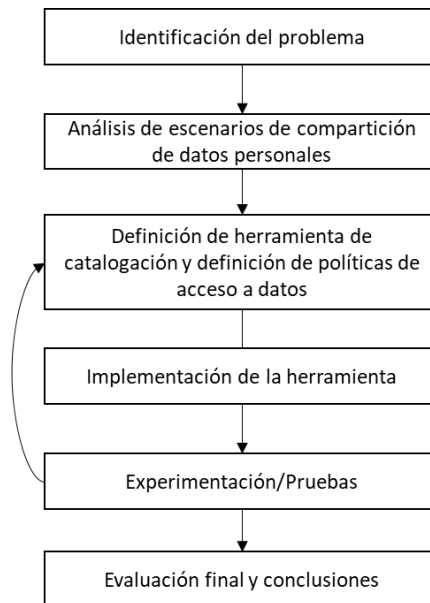 Identificación del problema
Análisis de escenarios de compartición
de datos personales
Definición de herramienta de
catalogación y definición de políticas de
acceso a datos
Implementación de la herramienta
Experimentación/Pruebas
Evaluación final y conclusiones